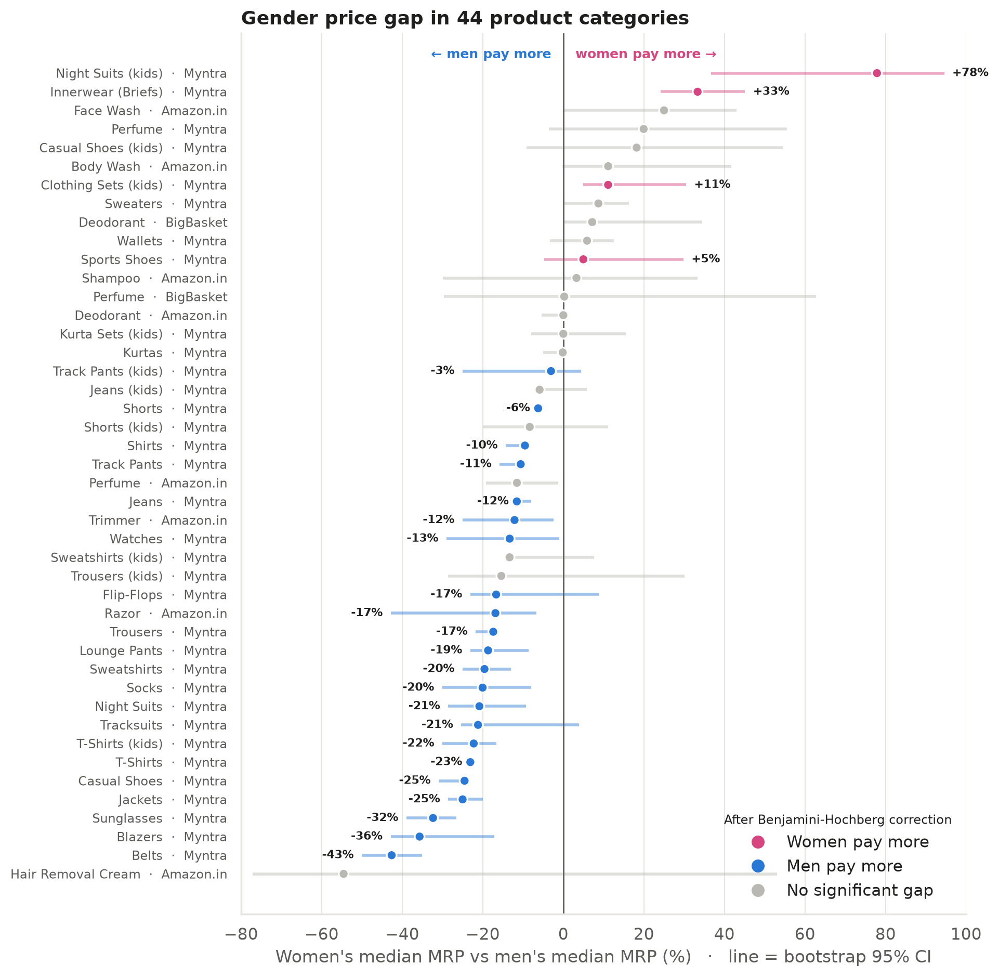 Gender price gap in 44 product categories
← men pay more women pay more →
Night Suits (kids) · Myntra +78%
Innerwear (Briefs) · Myntra +33%
Face Wash · Amazon.in
Perfume · Myntra
Casual Shoes (kids) · Myntra
Body Wash · Amazon.in
Clothing Sets (kids) · Myntra +11%
Sweaters · Myntra
Deodorant · BigBasket
Wallets · Myntra
Sports Shoes · Myntra +5%
Shampoo · Amazon.in
Perfume · BigBasket
Deodorant · Amazon.in
Kurta Sets (kids) · Myntra
Kurtas · Myntra
Track Pants (kids) · Myntra -3%
Jeans (kids) · Myntra
Shorts · Myntra -6%
Shorts (kids) · Myntra
Shirts · Myntra -10%
Track Pants · Myntra -11%
Perfume · Amazon.in
Jeans · Myntra -12%
Trimmer · Amazon.in -12%
Watches · Myntra -13%
Sweatshirts (kids) · Myntra
Trousers (kids) · Myntra
Flip-Flops · Myntra -17%
Razor · Amazon.in -17%
Trousers · Myntra -17%
Lounge Pants · Myntra -19%
Sweatshirts · Myntra -20%
Socks · Myntra -20%
Night Suits · Myntra -21%
Tracksuits · Myntra -21%
T-Shirts (kids) · Myntra -22%
T-Shirts · Myntra -23%
Casual Shoes · Myntra -25%
Jackets · Myntra -25%
Sunglasses · Myntra -32%
Blazers · Myntra -36%
Belts · Myntra -43%
Hair Removal Cream · Amazon.in
After Benjamini-Hochberg correction
Women pay more
Men pay more
No significant gap
−80 −60 −40 −20 0 20 40 60 80 100
Women's median MRP vs men's median MRP (%) · line = bootstrap 95% CI